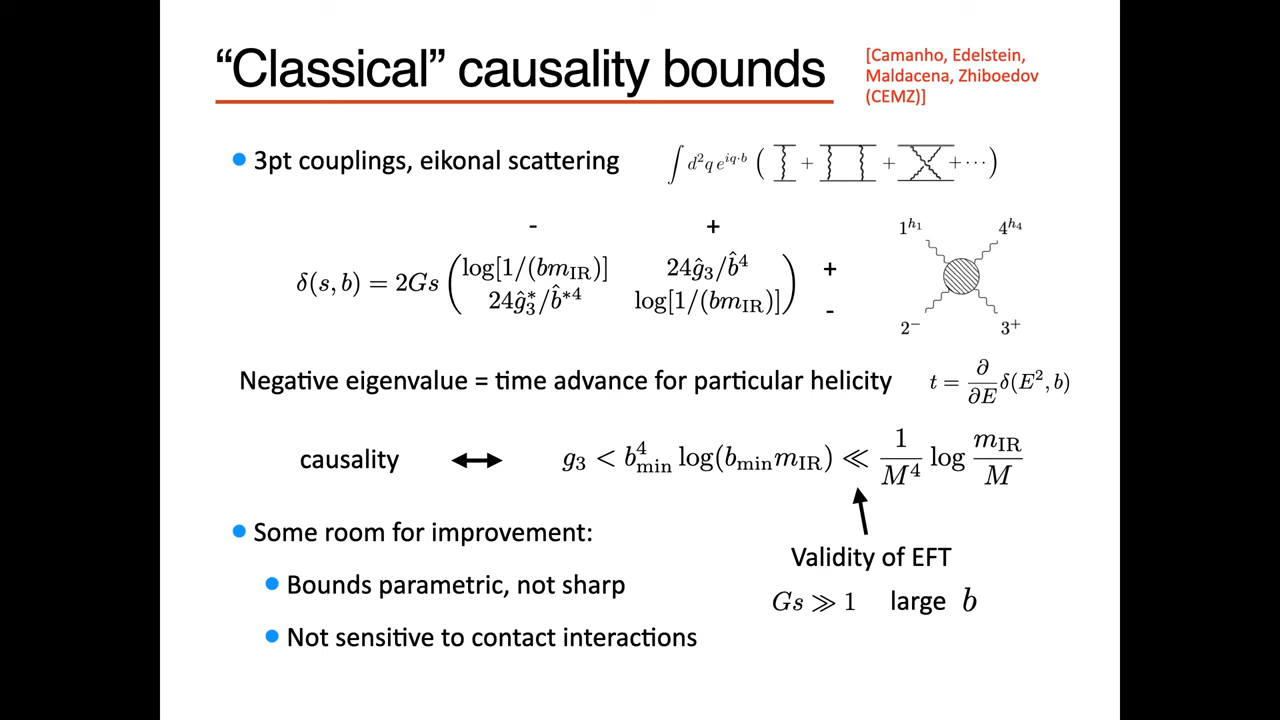 “Classical” causality bounds
[Camanho, Edelstein,
Maldacena, Zhiboedov
(CEMZ)]
3pt couplings, eikonal scattering
∫ d²q e^{iq·b} ( + + +⋯)
- +
δ(s, b) = 2Gs ( log[1/(bm_IR)] 24ĝ₃/b̂⁴ ) +
( 24ĝ₃*/b̂*⁴ log[1/(bm_IR)] ) -
1^{h₁} 4^{h₄}
2⁻ 3⁺
Negative eigenvalue = time advance for particular helicity t = ∂/∂E δ(E², b)
causality ⟷ g₃ < b⁴_min log(b_min m_IR) ≪ 1/M⁴ log m_IR/M
Some room for improvement:
Validity of EFT
Bounds parametric, not sharp
Gs ≫ 1 large b
Not sensitive to contact interactions